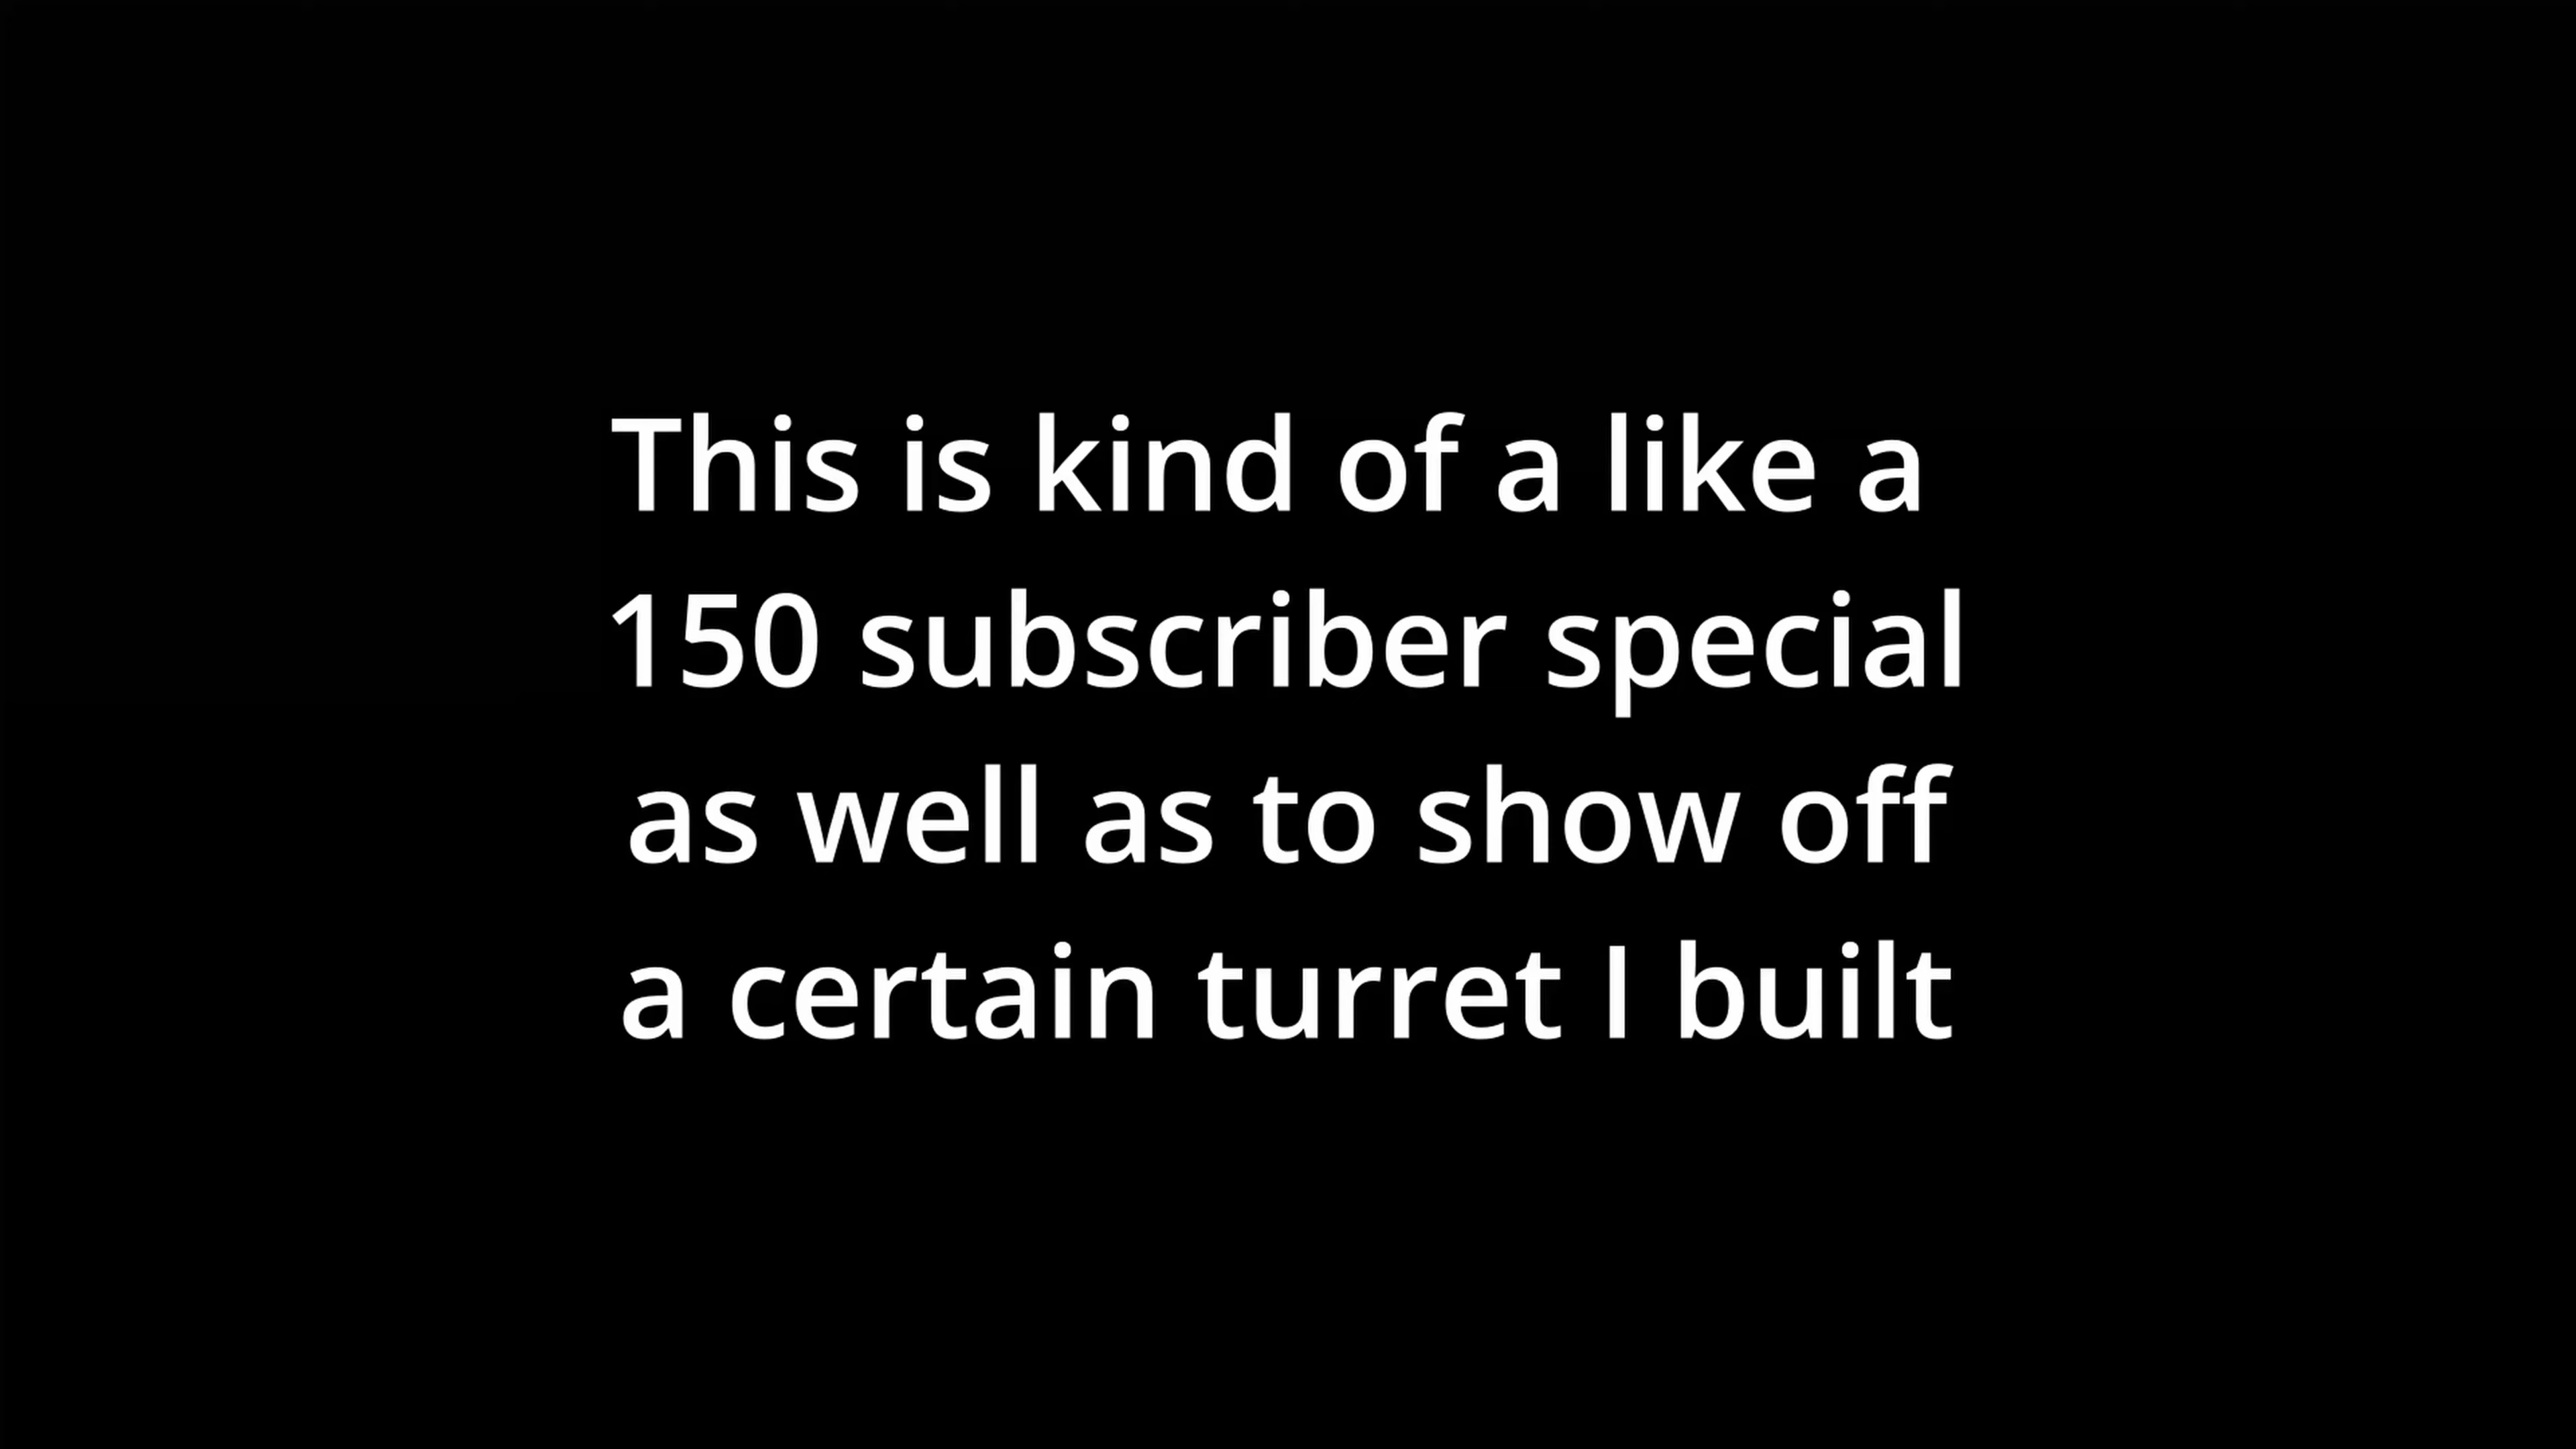 This is kind of a like a
150 subscriber special
as well as to show off
a certain turret I built